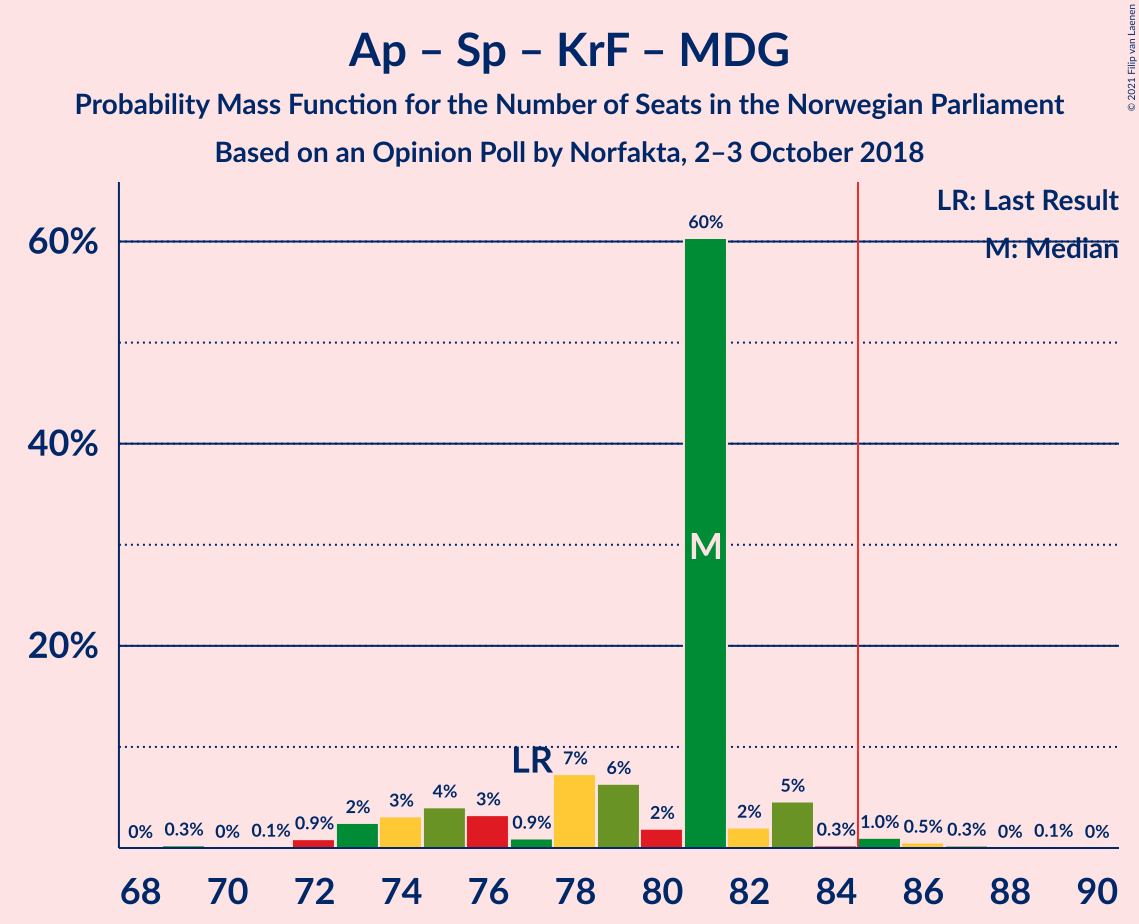 Ap – Sp – KrF – MDG
Probability Mass Function for the Number of Seats in the Norwegian Parliament
Based on an Opinion Poll by Norfakta, 2–3 October 2018
© 2021 Filip van Laenen
LR: Last Result
M: Median
60%
40%
20%
0% 0.3% 0% 0.1% 0.9% 2% 3% 4% 3% 0.9% 7% 6% 2% 60% 2% 5% 0.3% 1.0% 0.5% 0.3% 0% 0.1% 0%
LR
M
68 70 72 74 76 78 80 82 84 86 88 90